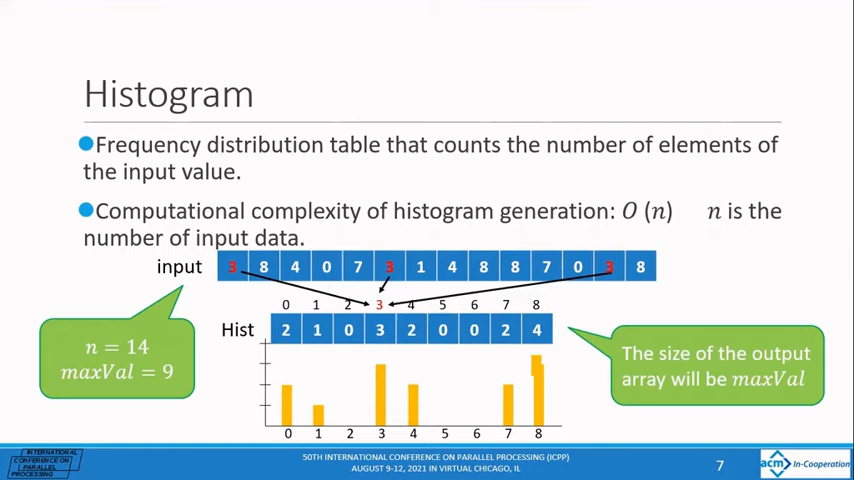 Histogram
●Frequency distribution table that counts the number of elements of
the input value.
●Computational complexity of histogram generation: O (n) n is the
number of input data.
input 3 8 4 0 7 3 1 4 8 8 7 0 3 8
0 1 2 3 4 5 6 7 8
Hist 2 1 0 3 2 0 0 2 4
n = 14
maxVal = 9
The size of the output
array will be maxVal
0 1 2 3 4 5 6 7 8
INTERNATIONAL
CONFERENCE ON
PARALLEL
PROCESSING
50TH INTERNATIONAL CONFERENCE ON PARALLEL PROCESSING (ICPP)
AUGUST 9-12, 2021 IN VIRTUAL CHICAGO, IL
7
acm In-Cooperation